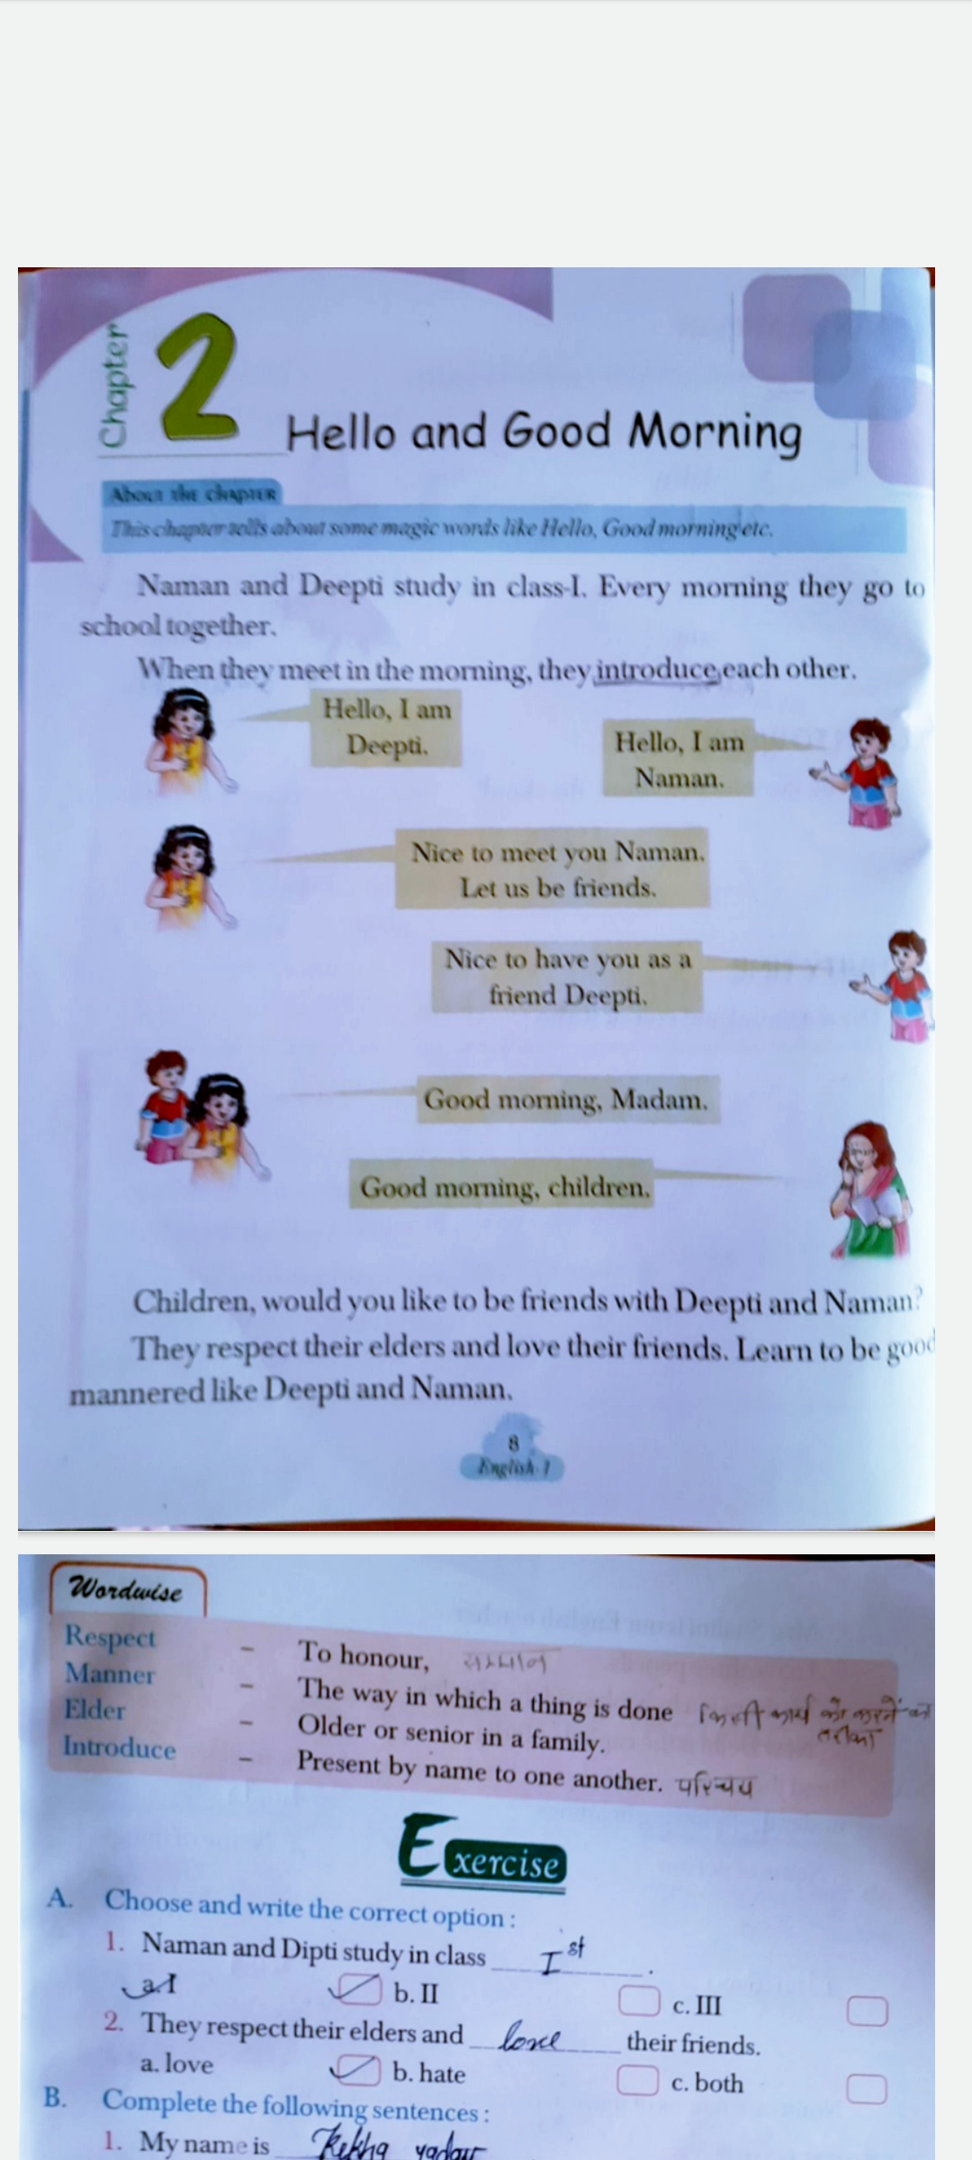 Chapter
2
Hello and Good Morning
About the chapter
This chapter tells about some magic words like Hello, Good morning etc.
Naman and Deepti study in class-I. Every morning they go to
school together.
When they meet in the morning, they introduce each other.
Hello, I am
Deepti.
Hello, I am
Naman.
Nice to meet you Naman.
Let us be friends.
Nice to have you as a
friend Deepti.
Good morning, Madam.
Good morning, children.
Children, would you like to be friends with Deepti and Naman?
They respect their elders and love their friends. Learn to be good
mannered like Deepti and Naman.
8
English-1
Wordwise
Respect - To honour, सम्मान
Manner - The way in which a thing is done किसी कार्य को करने का
तरीका
Elder - Older or senior in a family.
Introduce - Present by name to one another. परिचय
Exercise
A. Choose and write the correct option :
1. Naman and Dipti study in class Ist .
a. I b. II c. III
2. They respect their elders and love their friends.
a. love b. hate c. both
B. Complete the following sentences :
1. My name is Rekha yadav